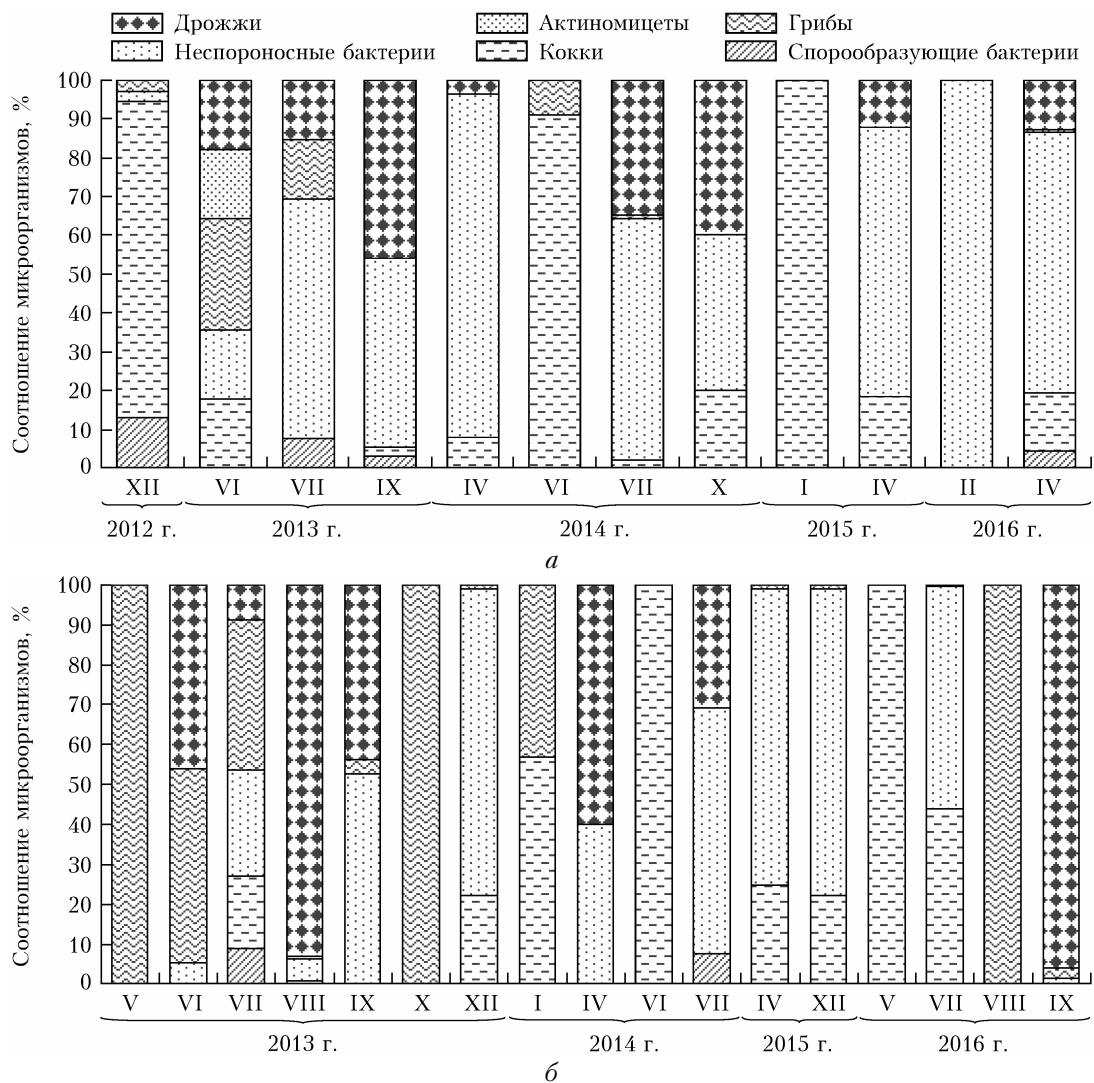 Дрожжи Актиномицеты Грибы
Неспороносные бактерии Кокки Спорообразующие бактерии
Соотношение микроорганизмов, %
100
90
80
70
60
50
40
30
20
10
0
XII VI VII IX IV VI VII X I IV II IV
2012 г. 2013 г. 2014 г. 2015 г. 2016 г.
а
Соотношение микроорганизмов, %
100
90
80
70
60
50
40
30
20
10
0
V VI VII VIII IX X XII I IV VI VII IV XII V VII VIII IX
2013 г. 2014 г. 2015 г. 2016 г.
б